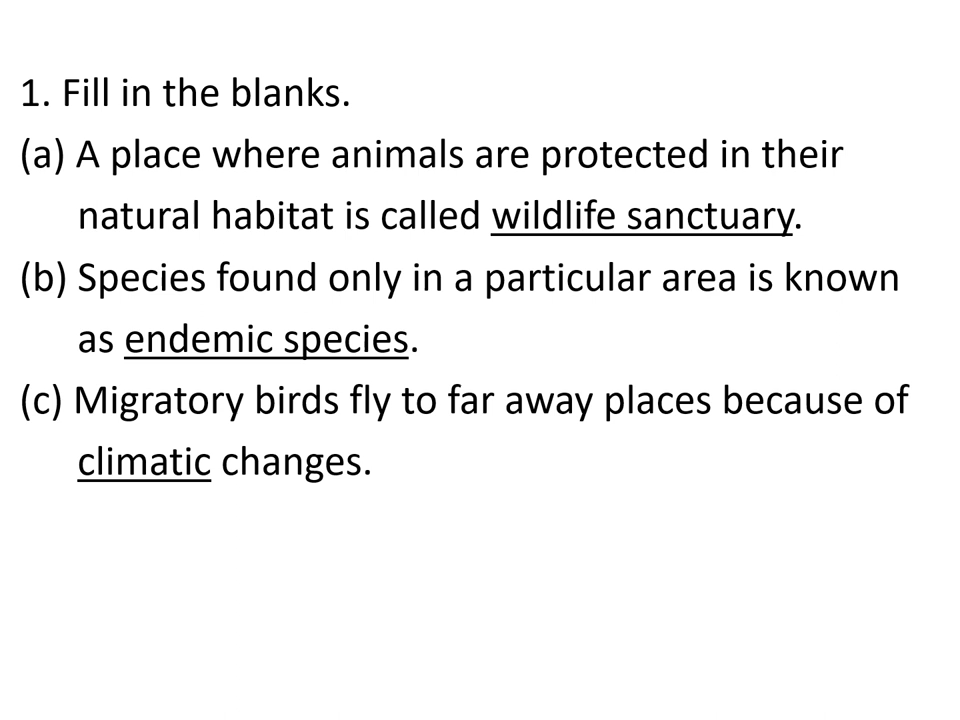 1. Fill in the blanks.
(a) A place where animals are protected in their
natural habitat is called wildlife sanctuary.
(b) Species found only in a particular area is known
as endemic species.
(c) Migratory birds fly to far away places because of
climatic changes.